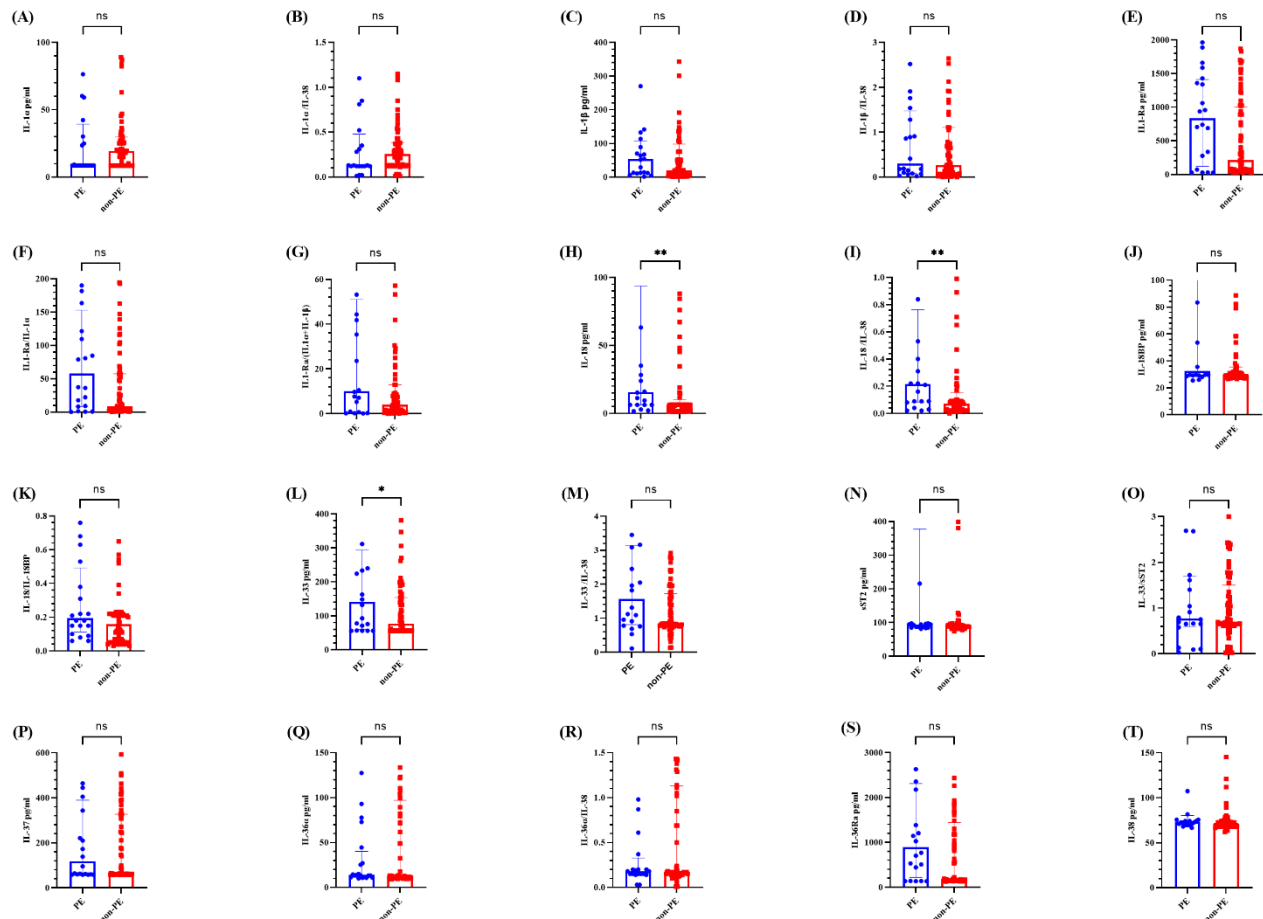 (A) ns
IL-1α pg/ml
100
50
0
PE non-PE
(B) ns
IL-1α /IL-38
1.5
1.0
0.5
0.0
PE non-PE
(C) ns
IL-1β pg/ml
400
300
200
100
0
PE non-PE
(D) ns
IL-1β /IL-38
3
2
1
0
PE non-PE
(E) ns
IL1-Ra pg/ml
2000
1500
1000
500
0
PE non-PE
(F) ns
IL1-Ra/IL-1α
200
150
100
50
0
PE non-PE
(G) ns
IL1-Ra/(IL1α+IL-1β)
60
40
20
0
PE non-PE
(H) **
IL-18 pg/ml
100
50
0
PE non-PE
(I) **
IL-18 /IL-38
1.0
0.8
0.6
0.4
0.2
0.0
PE non-PE
(J) ns
IL-18BP pg/ml
100
80
60
40
20
0
PE non-PE
(K) ns
IL-18/IL-18BP
0.8
0.6
0.4
0.2
0.0
PE non-PE
(L) *
IL-33 pg/ml
400
300
200
100
0
PE non-PE
(M) ns
IL-33 /IL-38
4
3
2
1
0
PE non-PE
(N) ns
sST2 pg/ml
400
300
200
100
0
PE non-PE
(O) ns
IL-33/sST2
3
2
1
0
PE non-PE
(P) ns
IL-37 pg/ml
600
400
200
0
PE non-PE
(Q) ns
IL-36α pg/ml
150
100
50
0
PE non-PE
(R) ns
IL-36α/IL-38
1.5
1.0
0.5
0.0
PE non-PE
(S) ns
IL-36Ra pg/ml
3000
2000
1000
0
PE non-PE
(T) ns
IL-38 pg/ml
150
100
50
0
PE non-PE